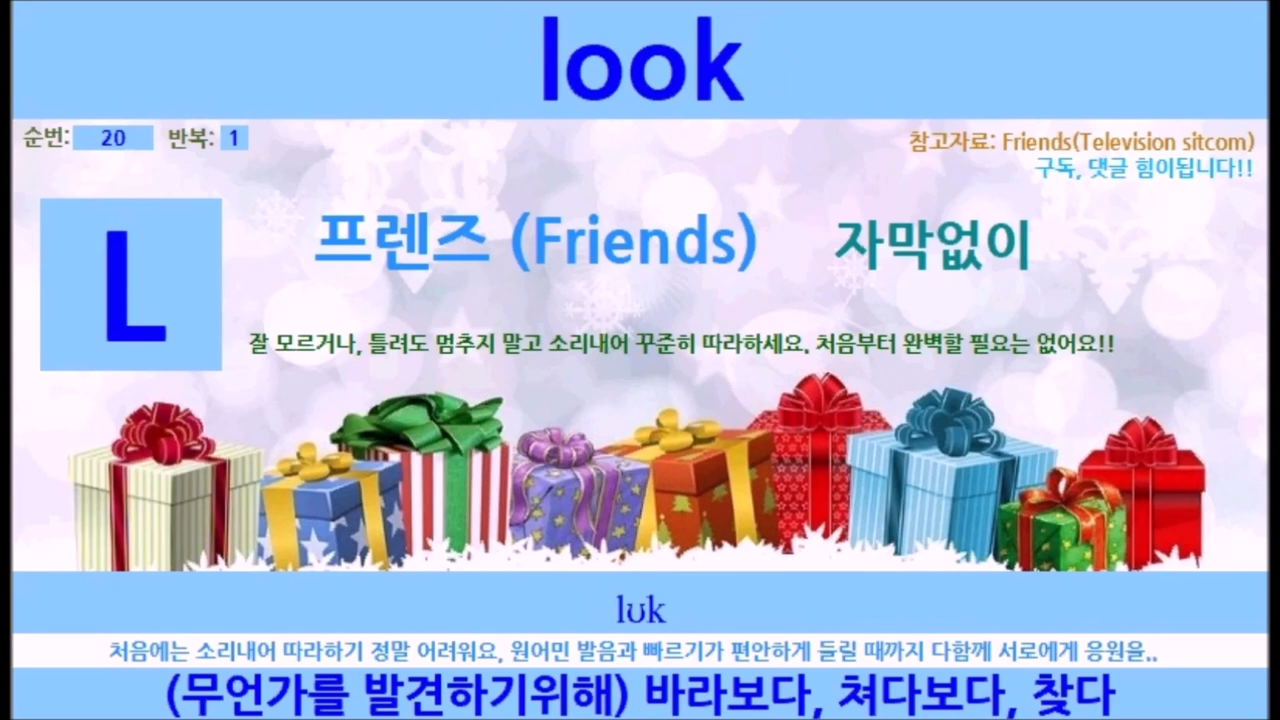 look
순번: 20 반복: 1
참고자료: Friends(Television sitcom)
구독, 댓글 힘이됩니다!!
L
프렌즈 (Friends) 자막없이
잘 모르거나, 틀려도 멈추지 말고 소리내어 꾸준히 따라하세요. 처음부터 완벽할 필요는 없어요!!
lʊk
처음에는 소리내어 따라하기 정말 어려워요, 원어민 발음과 빠르기가 편안하게 들릴 때까지 다함께 서로에게 응원을..
(무언가를 발견하기위해) 바라보다, 쳐다보다, 찾다